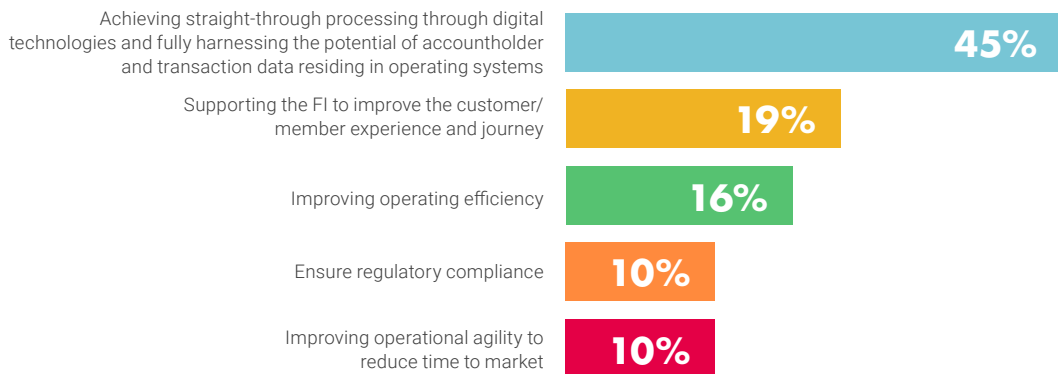 Achieving straight-through processing through digital
technologies and fully harnessing the potential of accountholder
and transaction data residing in operating systems
45%
Supporting the FI to improve the customer/
member experience and journey
19%
Improving operating efficiency
16%
Ensure regulatory compliance
10%
Improving operational agility to
reduce time to market
10%